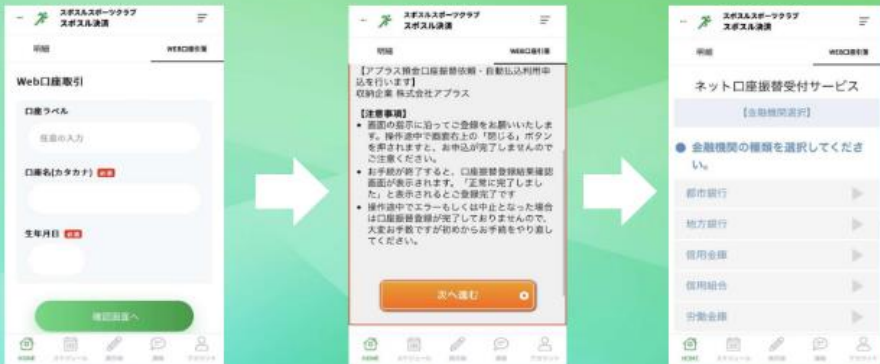 スポスルスポーツクラブ
スポスル決済
明細
WEB口座引落
Web口座取引
口座ラベル
任意の入力
口座名(カタカナ) 必須
生年月日 必須
確認画面へ
HOME
スポスルスポーツクラブ
スポスル決済
明細
WEB口座引落
【アプラス預金口座振替依頼・自動払込利用申
込を行います】
収納企業 株式会社アプラス
【注意事項】
• 画面の指示に沿ってご登録をお願いいたしま
す。操作途中で画面右上の「閉じる」ボタン
を押されますと、お申込が完了しませんので
ご注意ください。
• お手続が終了すると、口座振替登録結果確認
画面が表示されます。「正常に完了しまし
た」と表示されるとご登録完了です
• 操作途中でエラーもしくは中止となった場合
は口座振替登録が完了しておりませんので、
大変お手数ですが初めからお手続をやり直し
てください。
次へ進む
HOME
スポスルスポーツクラブ
スポスル決済
明細
WEB口座引落
ネット口座振替受付サービス
【金融機関選択】
● 金融機関の種類を選択してくださ
い。
都市銀行
地方銀行
信用金庫
信用組合
労働金庫
HOME